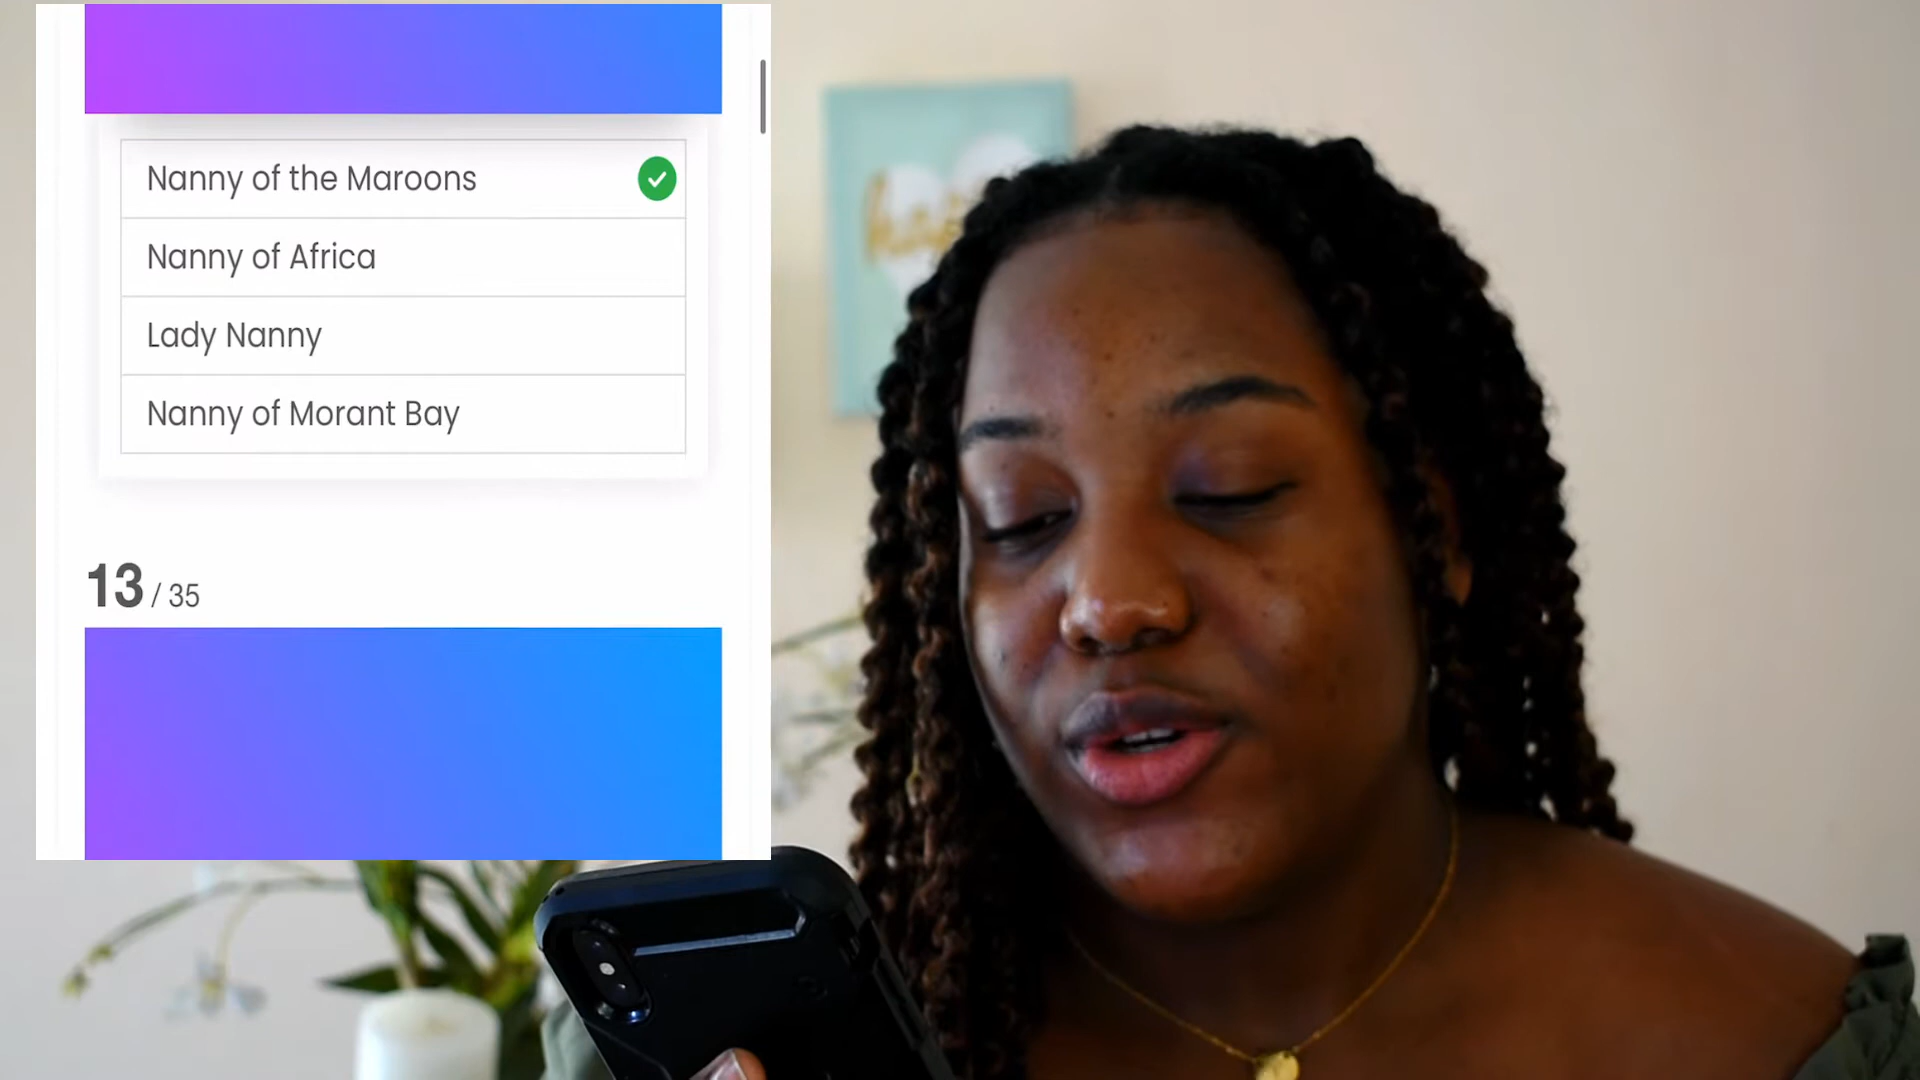 Nanny of the Maroons
Nanny of Africa
Lady Nanny
Nanny of Morant Bay
13 / 35